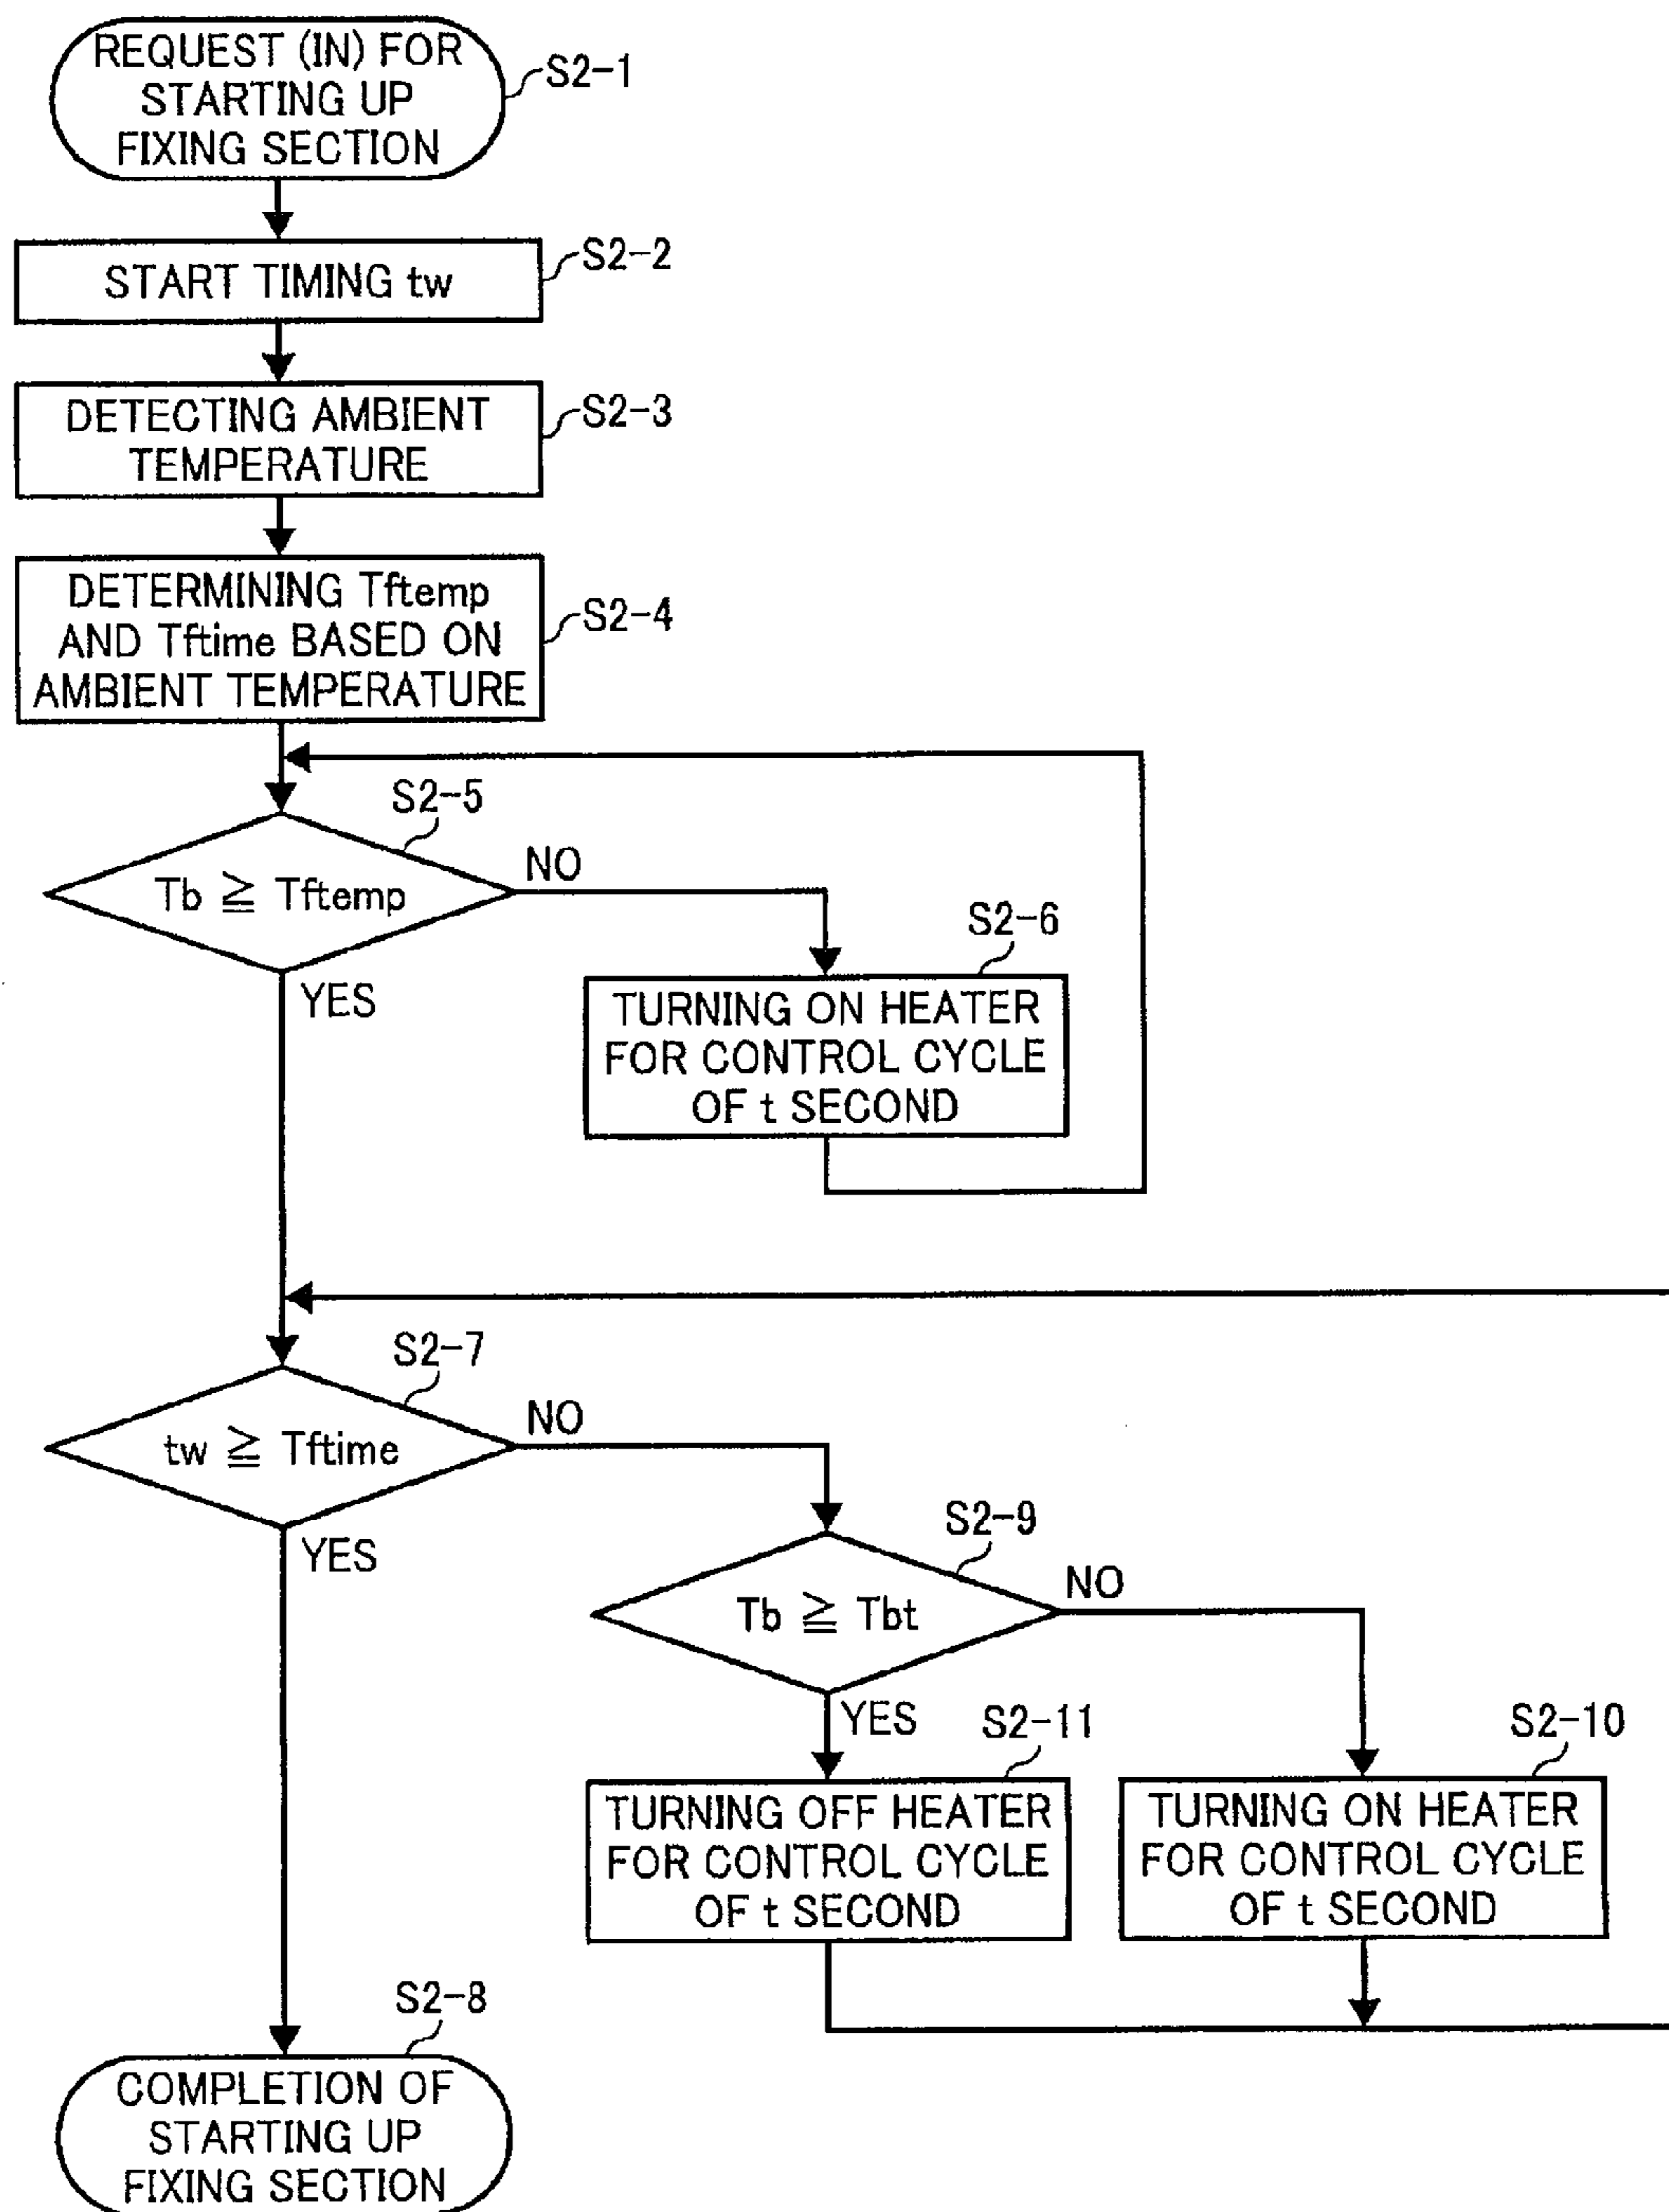 REQUEST (IN) FOR
STARTING UP
FIXING SECTION
S2-1
START TIMING tw
S2-2
DETECTING AMBIENT
TEMPERATURE
S2-3
DETERMINING Tftemp
AND Tftime BASED ON
AMBIENT TEMPERATURE
S2-4
S2-5
Tb ≧ Tftemp
NO
YES
S2-6
TURNING ON HEATER
FOR CONTROL CYCLE
OF t SECOND
S2-7
tw ≧ Tftime
NO
YES
S2-9
Tb ≧ Tbt
NO
YES
S2-11
TURNING OFF HEATER
FOR CONTROL CYCLE
OF t SECOND
S2-10
TURNING ON HEATER
FOR CONTROL CYCLE
OF t SECOND
S2-8
COMPLETION OF
STARTING UP
FIXING SECTION